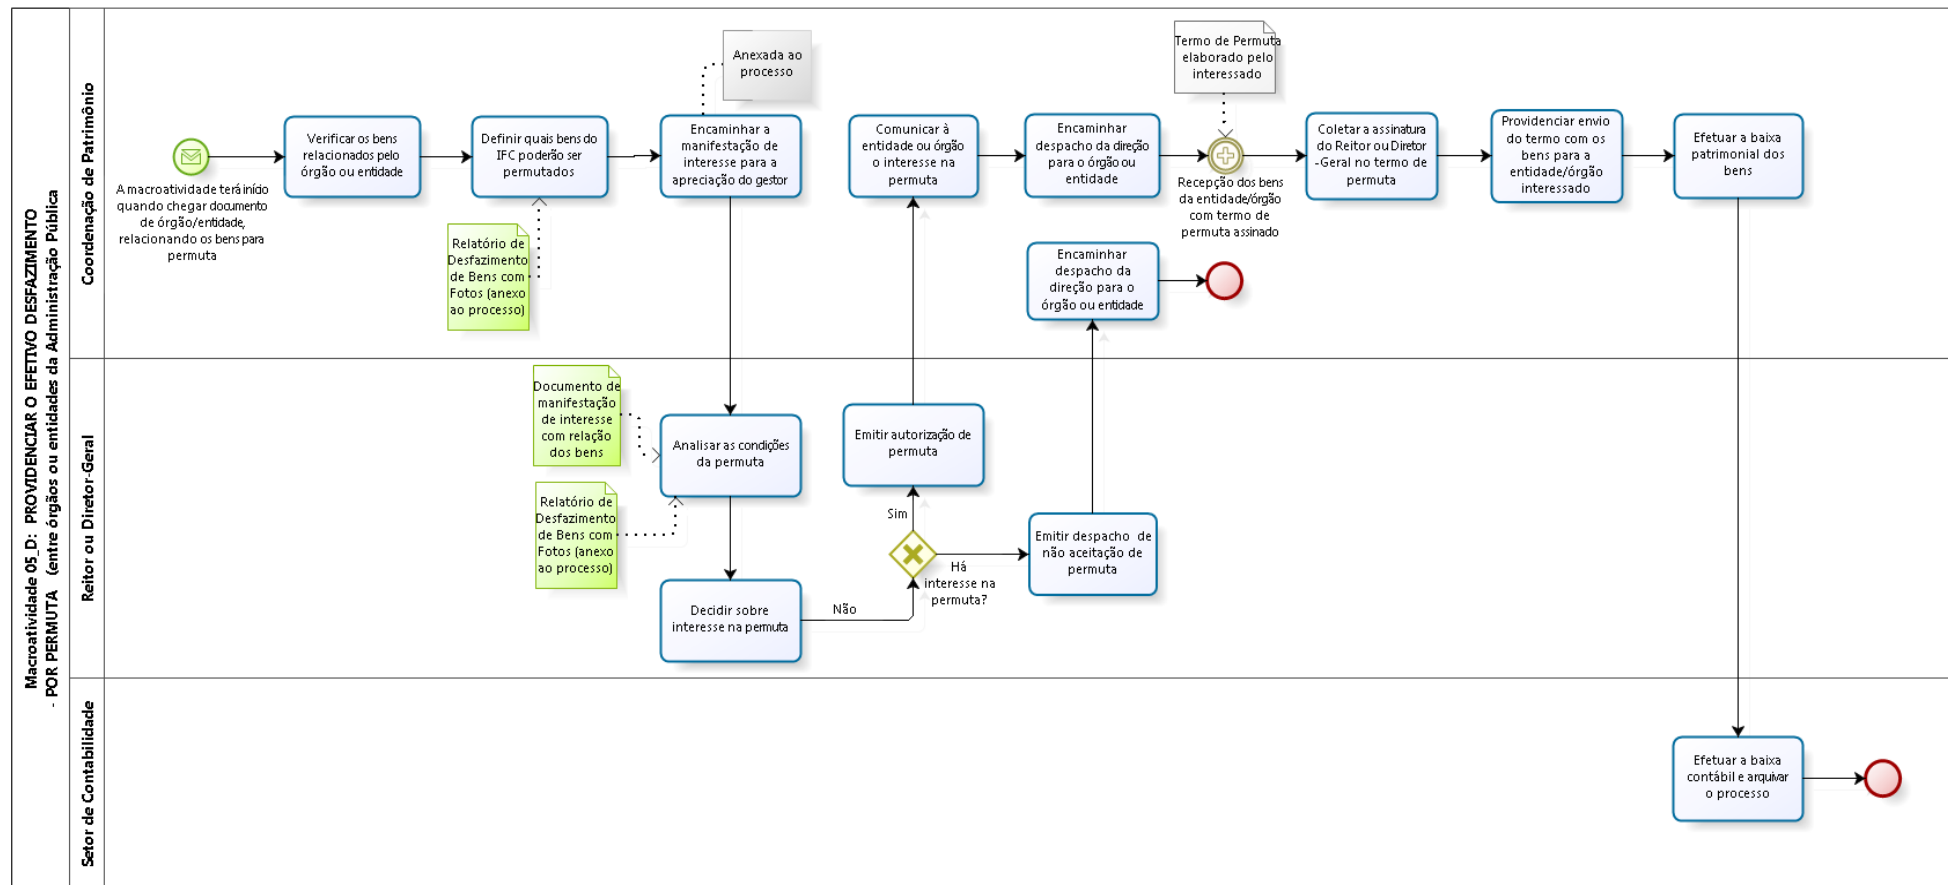 Macroatividade 05_D:  PROVIDENCIAR O EFETIVO DESFAZIMENTO
- POR PERMUTA  (entre órgãos ou entidades da Administração Pública
Coordenação de Patrimônio
A macroatividade terá início
quando chegar documento
de órgão/entidade,
relacionando os bens para
permuta
Verificar os bens
relacionados pelo
órgão ou entidade
Definir quais bens do
IFC poderão ser
permutados
Relatório de
Desfazimento
de Bens com
Fotos (anexo
ao processo)
Anexada ao
processo
Encaminhar a
manifestação de
interesse para a
apreciação do gestor
Comunicar à
entidade ou órgão
o interesse na
permuta
Encaminhar
despacho da direção
para o órgão ou
entidade
Termo de Permuta
elaborado pelo
interessado
Recepção dos bens
da entidade/órgão
com termo de
permuta assinado
Coletar a assinatura
do Reitor ou Diretor
-Geral no termo de
permuta
Providenciar envio
do termo com os
bens para a
entidade/órgão
interessado
Efetuar a baixa
patrimonial dos
bens
Encaminhar
despacho da
direção para o
órgão ou entidade
Reitor ou Diretor-Geral
Documento de
manifestação
de interesse
com relação
dos bens
Relatório de
Desfazimento
de Bens com
Fotos (anexo
ao processo)
Analisar as condições
da permuta
Decidir sobre
interesse na permuta
Não
Emitir autorização de
permuta
Sim
Há
interesse na
permuta?
Emitir despacho  de
não aceitação de
permuta
Setor de Contabilidade
Efetuar a baixa
contábil e arquivar
o processo